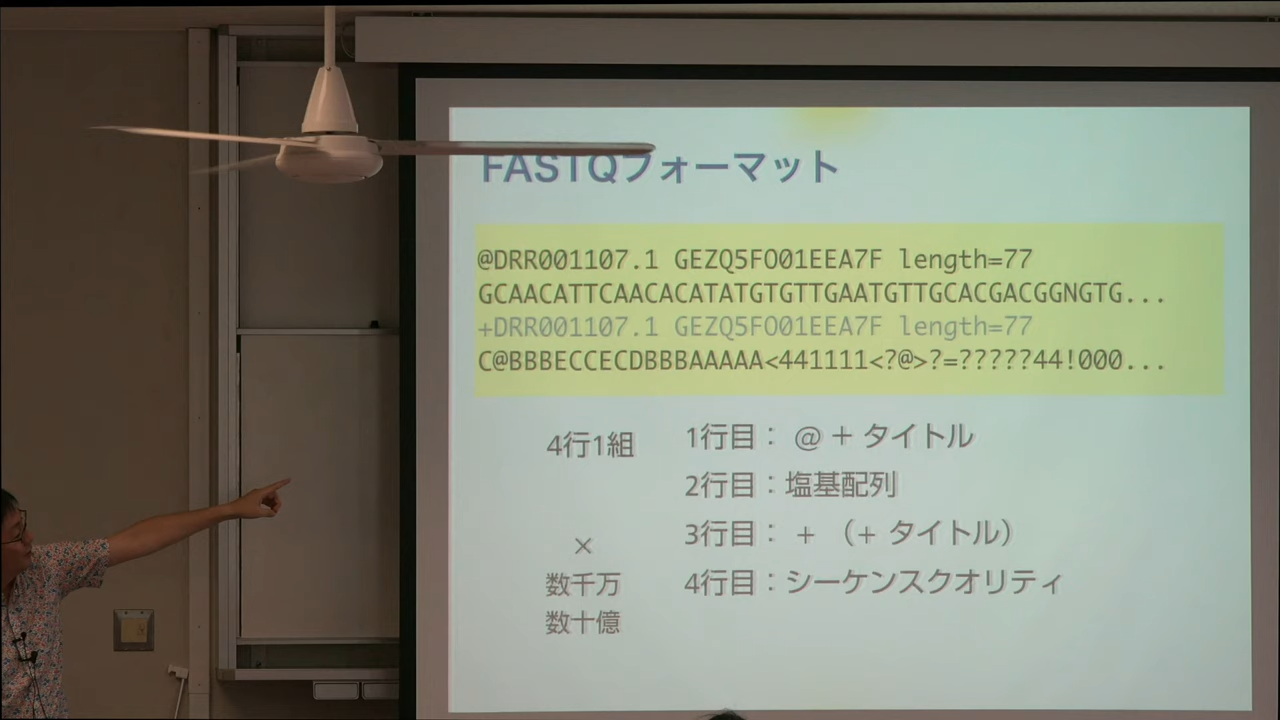 FASTQフォーマット
@DRR001107.1 GEZQ5FO01EEA7F length=77
GCAACATTCAACACATATGTGTTGAATGTTGCACGACGGNGTG...
+DRR001107.1 GEZQ5FO01EEA7F length=77
C@BBBECCECDBBBAAAAA<441111<?@>?=?????44!000...
4行1組
×
数千万
数十億
1行目： @ + タイトル
2行目：塩基配列
3行目： + （+ タイトル）
4行目：シーケンスクオリティ